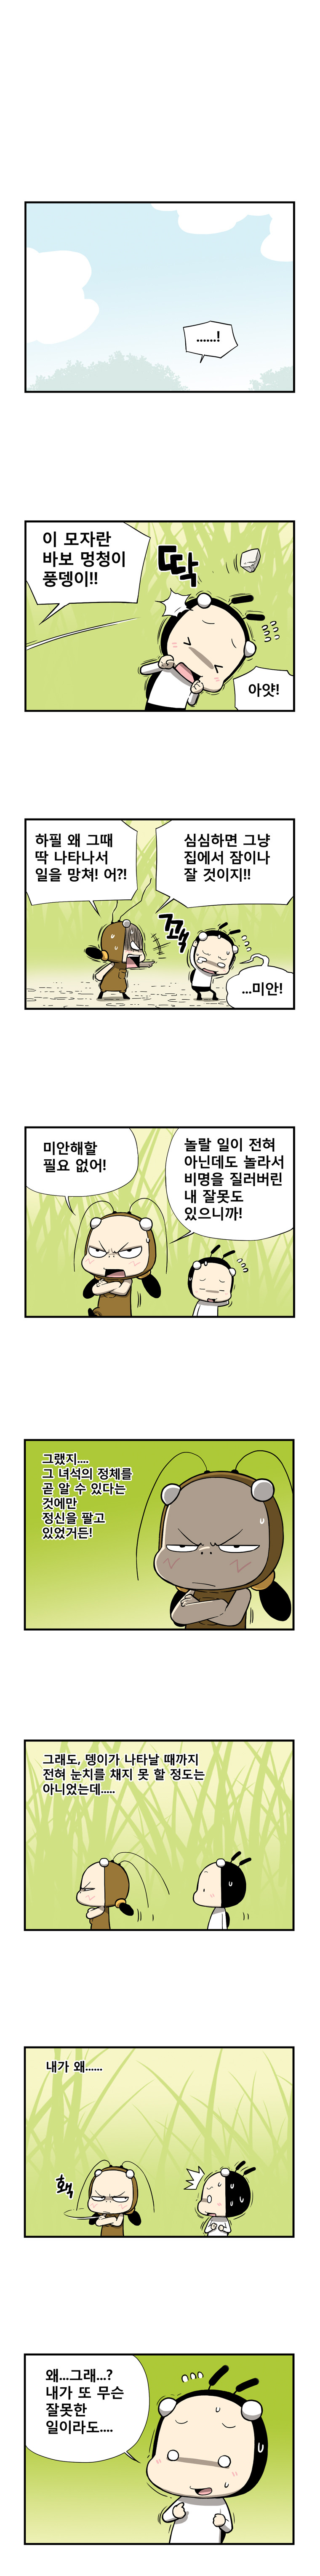 ......!
이 모자란
바보 멍청이
풍뎅이!!
딱
아얏!
하필 왜 그때
딱 나타나서
일을 망쳐! 어?!
심심하면 그냥
집에서 잠이나
잘 것이지!!
꽥
...미안!
미안해할
필요 없어!
놀랄 일이 전혀
아닌데도 놀라서
비명을 질러버린
내 잘못도
있으니까!
그랬지....
그 녀석의 정체를
곧 알 수 있다는
것에만
정신을 팔고
있었거든!
그래도, 뎅이가 나타날 때까지
전혀 눈치를 채지 못 할 정도는
아니었는데.....
내가 왜......
홱
왜...그래...?
내가 또 무슨
잘못한
일이라도....